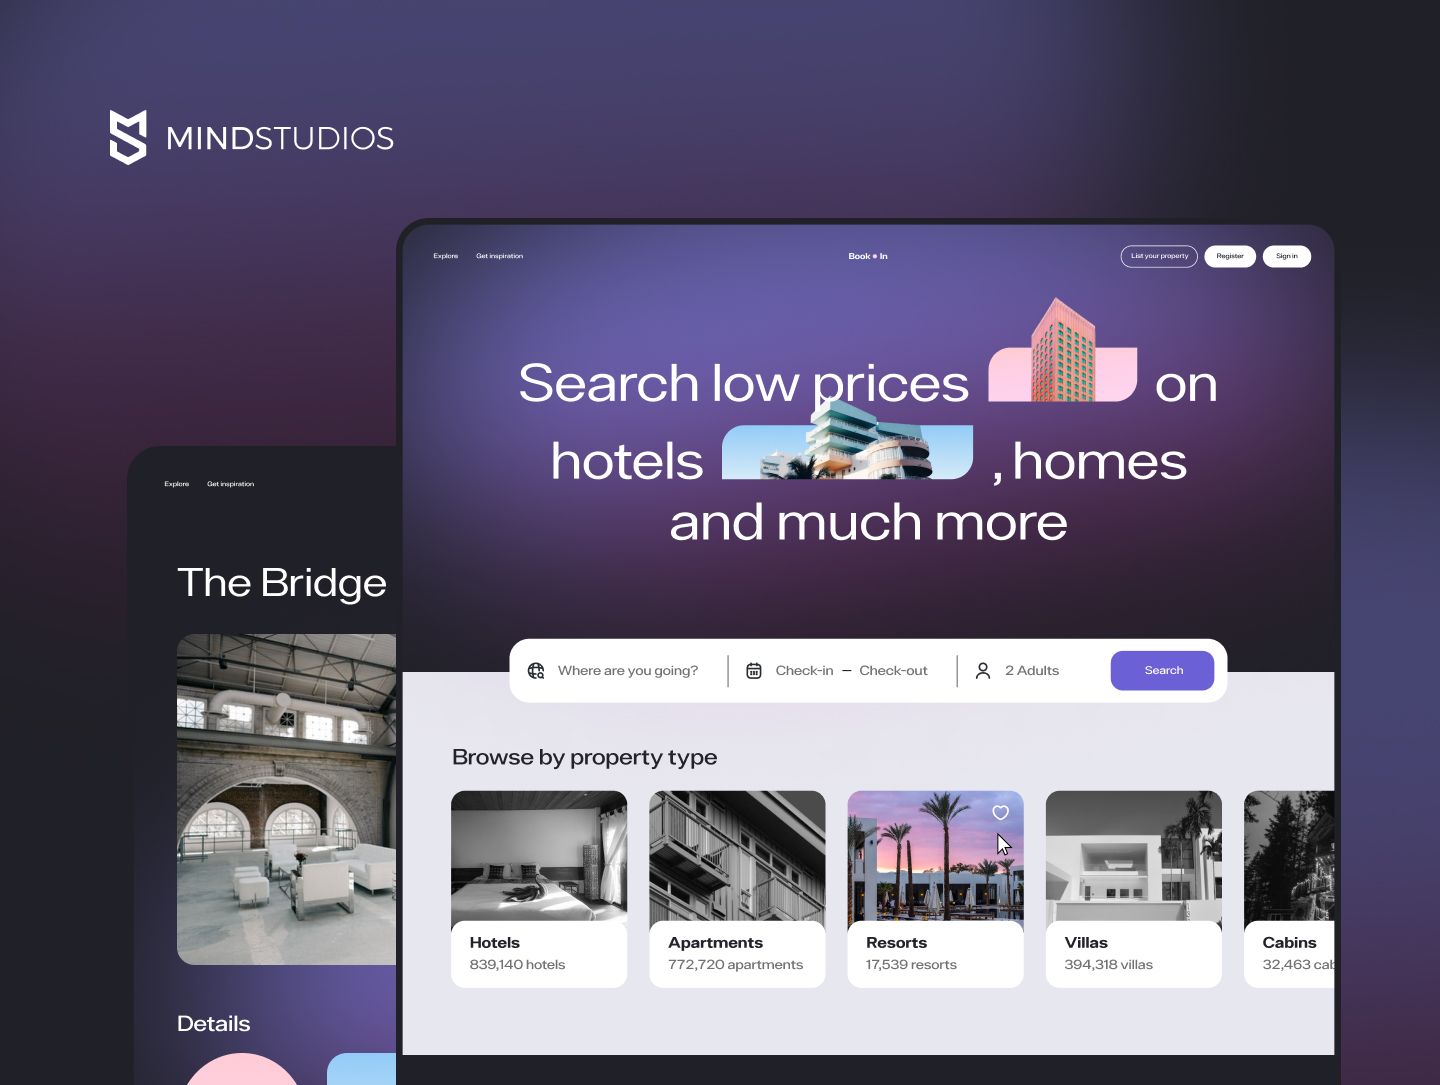 MINDSTUDIOS
Explore Get inspiration
Book In
List your property Register Sign in
Search low prices on
hotels , homes
and much more
Where are you going? Check-in – Check-out 2 Adults Search
Browse by property type
Hotels
839,140 hotels
Apartments
772,720 apartments
Resorts
17,539 resorts
Villas
394,318 villas
Cabins
32,463 cab
Explore Get inspiration
The Bridge
Details